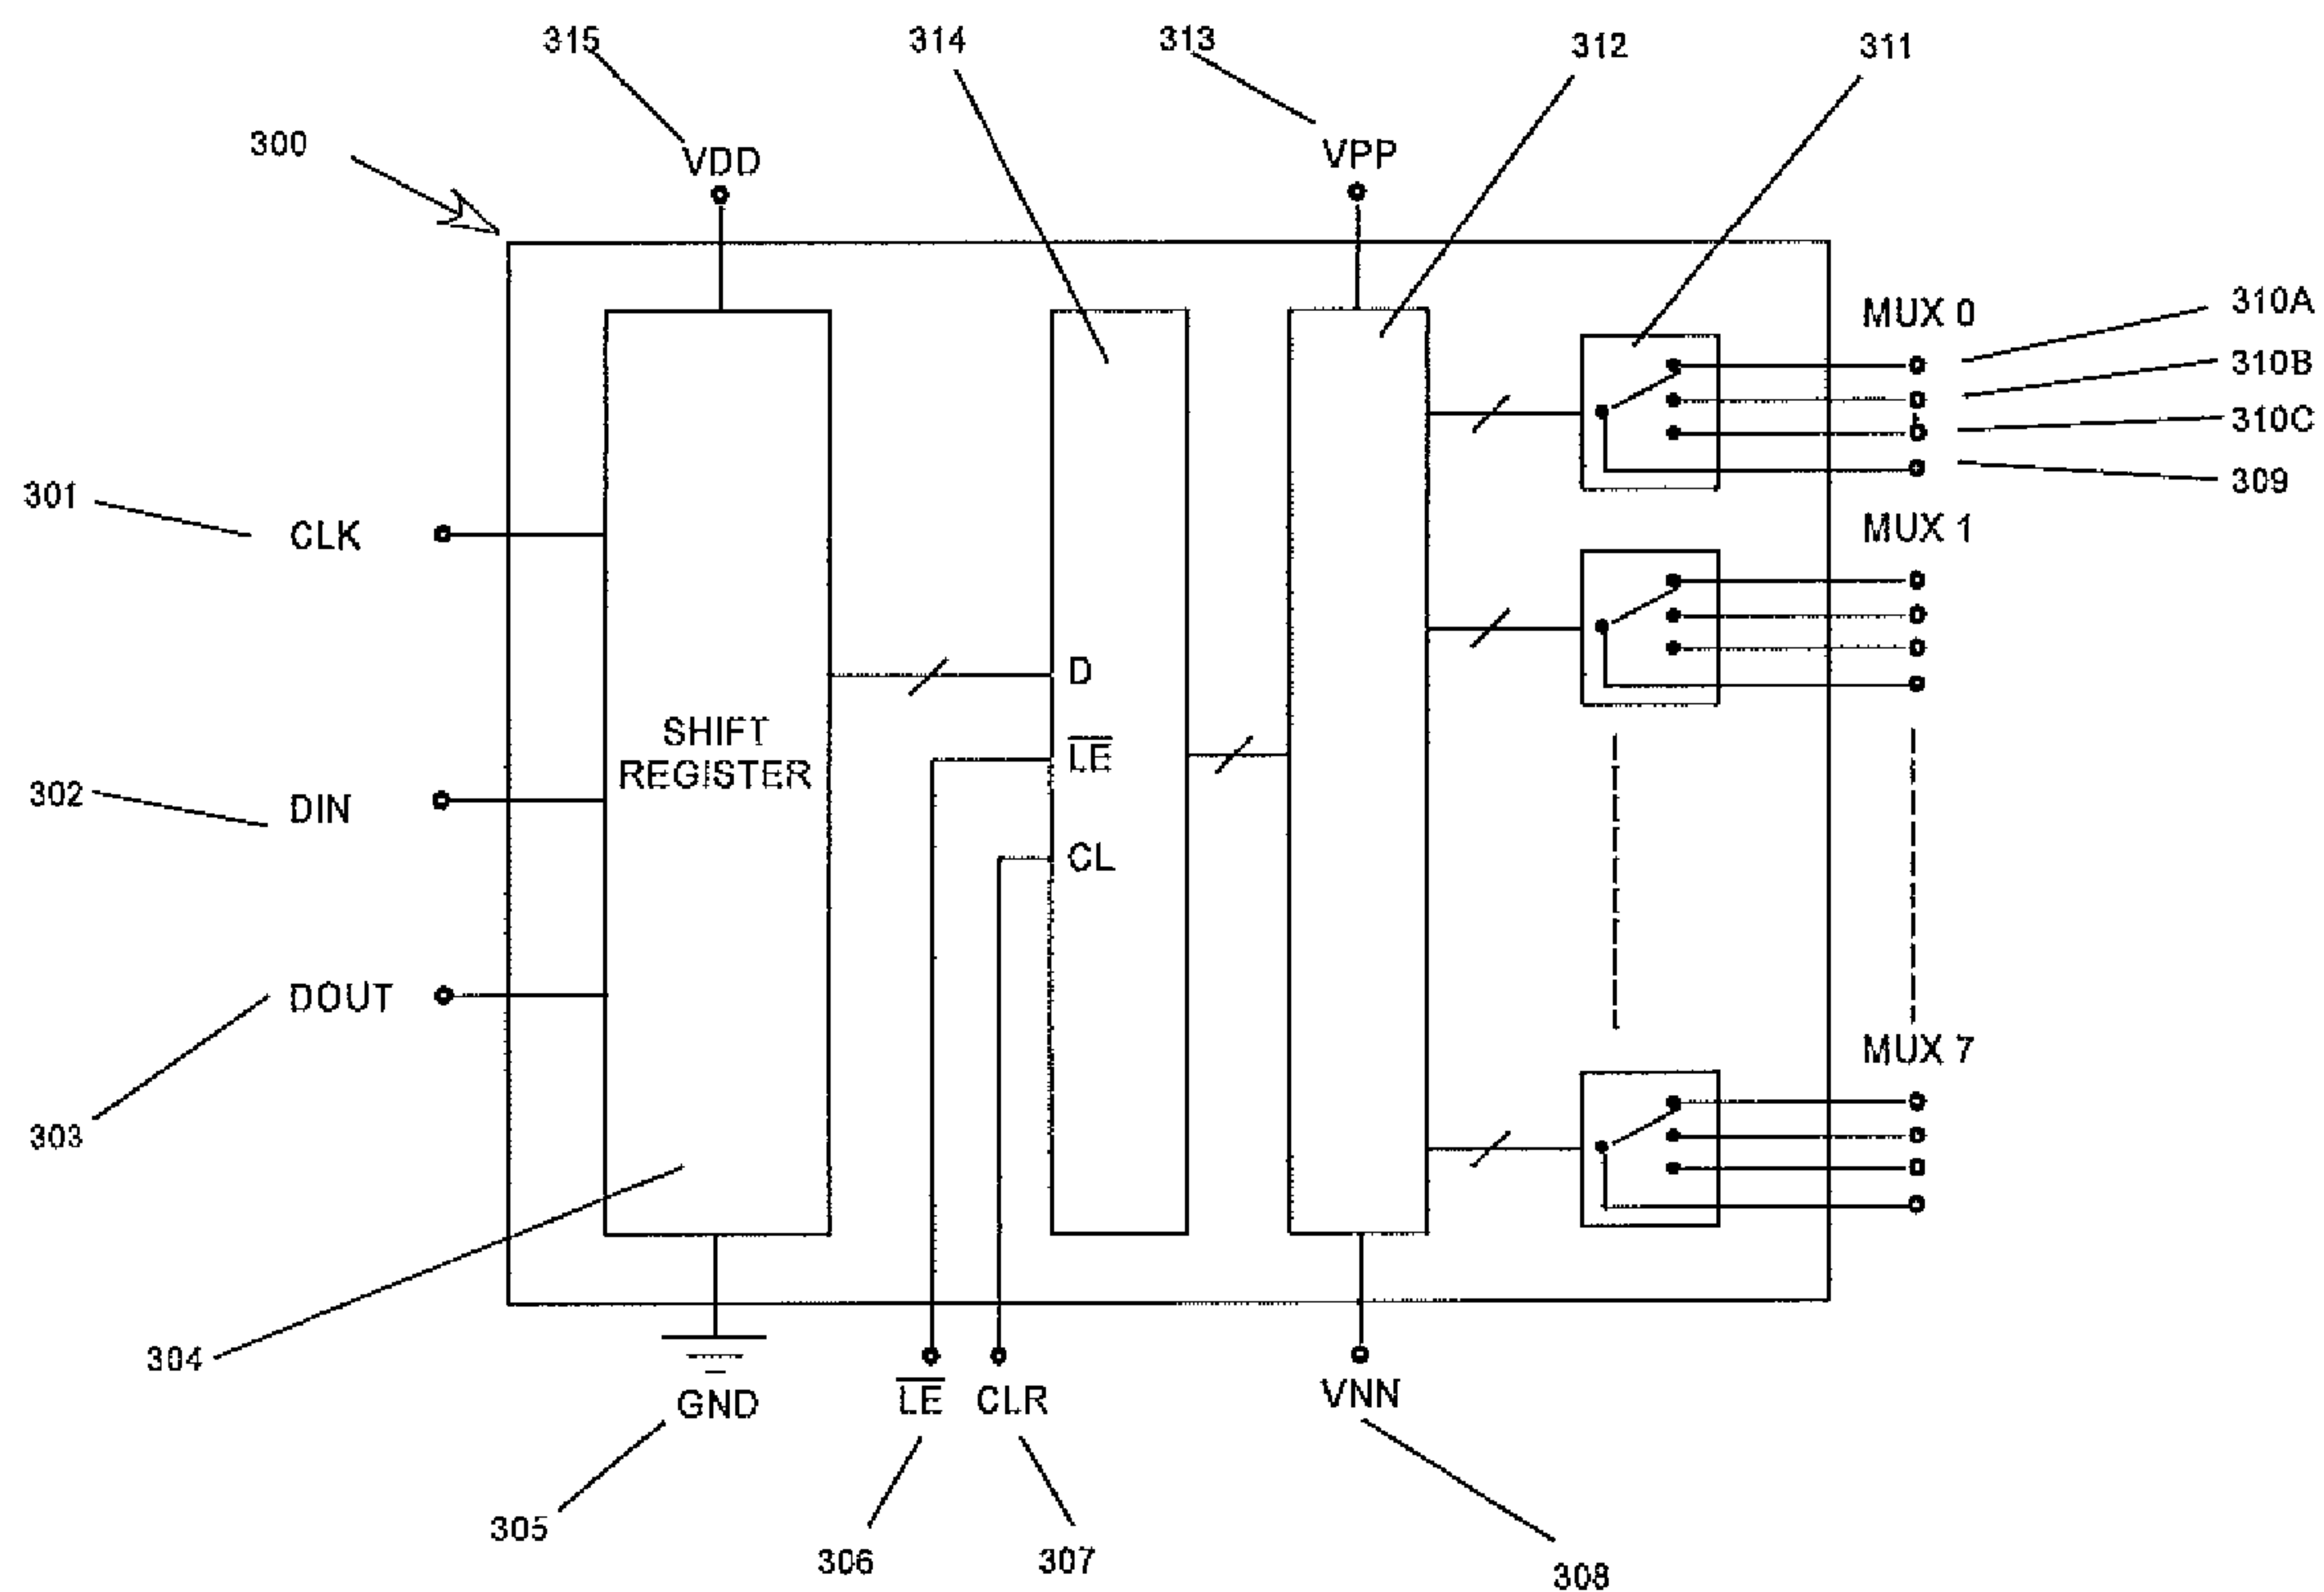 315
314
313
312
311
300
VDD
VPP
MUX 0
310A
310B
310C
309
301
CLK
MUX 1
D
SHIFT
REGISTER
LE
302
DIN
CL
DOUT
303
MUX 7
304
GND
LE
CLR
VNN
305
306
307
308